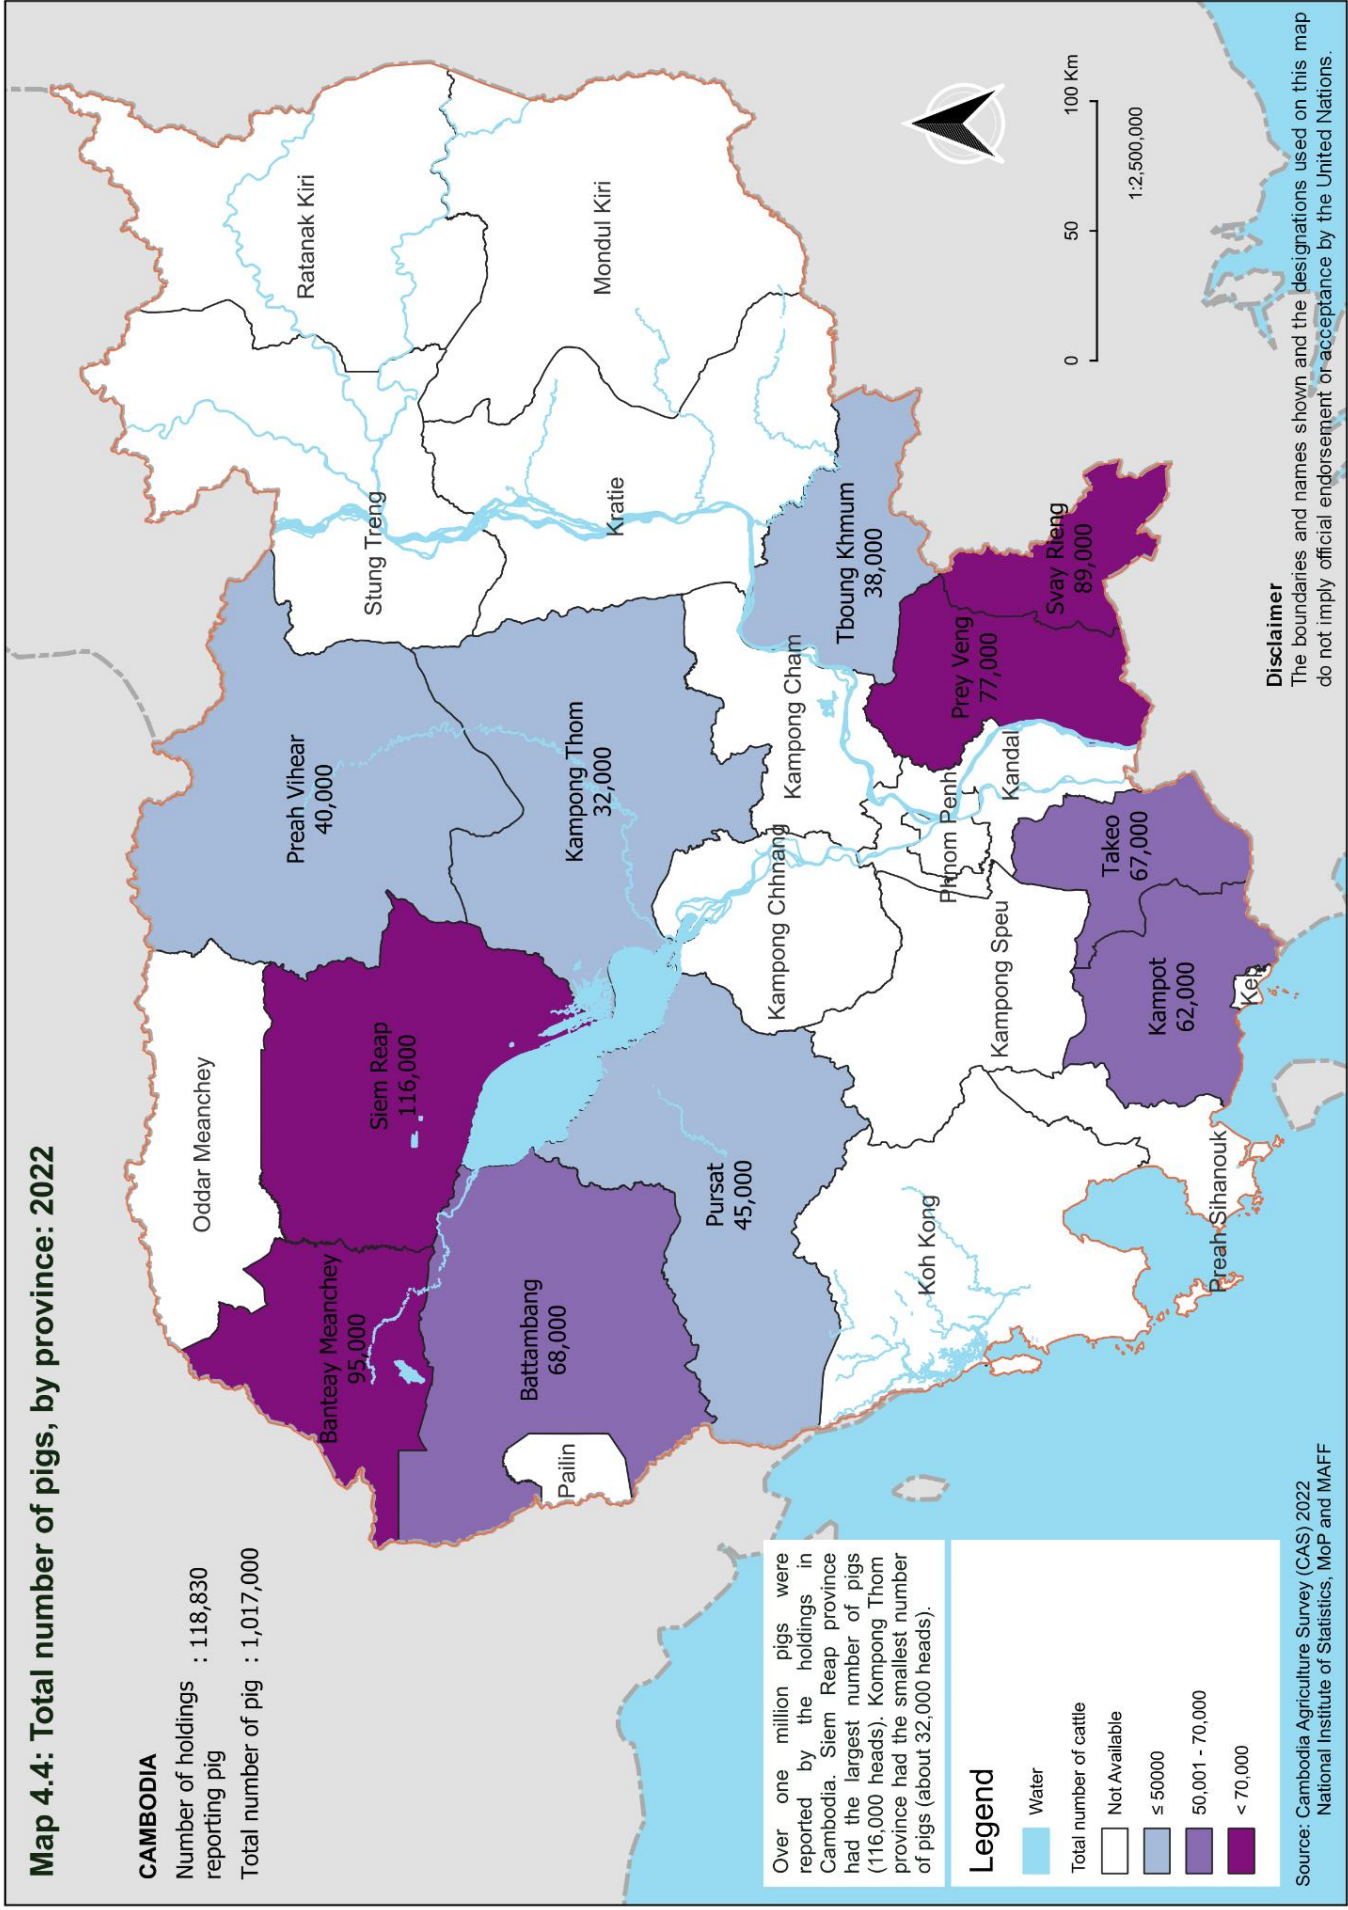 Map 4.4: Total number of pigs, by province: 2022
CAMBODIA
Number of holdings : 118,830
reporting pig
Total number of pig : 1,017,000
Oddar Meanchey
Banteay Meanchey
95,000
Siem Reap
116,000
Preah Vihear
40,000
Stung Treng
Ratanak Kiri
Battambang
68,000
Pailin
Kampong Thom
32,000
Kratie
Mondul Kiri
Pursat
45,000
Kampong Chhnang
Kampong Cham
Tboung Khmum
38,000
Koh Kong
Kampong Speu
Phnom Penh
Kandal
Prey Veng
77,000
Svay Rieng
89,000
Takeo
67,000
Kampot
62,000
Kep
Preah Sihanouk
Over one million pigs were
reported by the holdings in
Cambodia. Siem Reap province
had the largest number of pigs
(116,000 heads). Kompong Thom
province had the smallest number
of pigs (about 32,000 heads).
Legend
Water
Total number of cattle
Not Available
≤ 50000
50,001 - 70,000
< 70,000
0 50 100 Km
1:2,500,000
Disclaimer
The boundaries and names shown and the designations used on this map
do not imply official endorsement or acceptance by the United Nations.
Source: Cambodia Agriculture Survey (CAS) 2022
National Institute of Statistics, MoP and MAFF